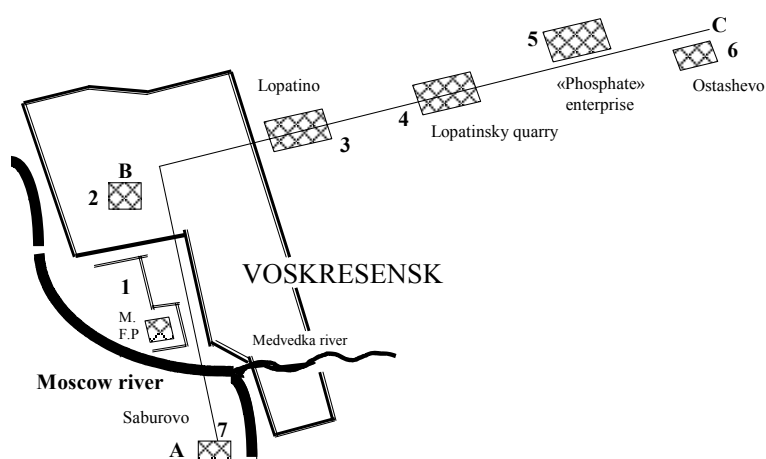 5
C
6
Lopatino
«Phosphate»
enterprise
Ostashevo
4
Lopatinsky quarry
3
B
2
VOSKRESENSK
1
M.
F.P
Medvedka river
Moscow river
Saburovo
7
A